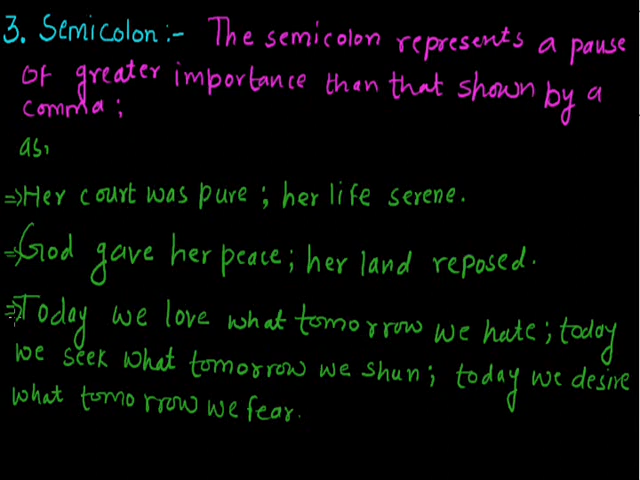 3. Semicolon :- The semicolon represents a pause
of greater importance than that shown by a
comma;
as,
⇒ Her court was pure ; her life serene.
⇒ God gave her peace; her land reposed.
⇒ Today we love what tomorrow we hate; today
we seek what tomorrow we shun; today we desire
what tomorrow we fear.